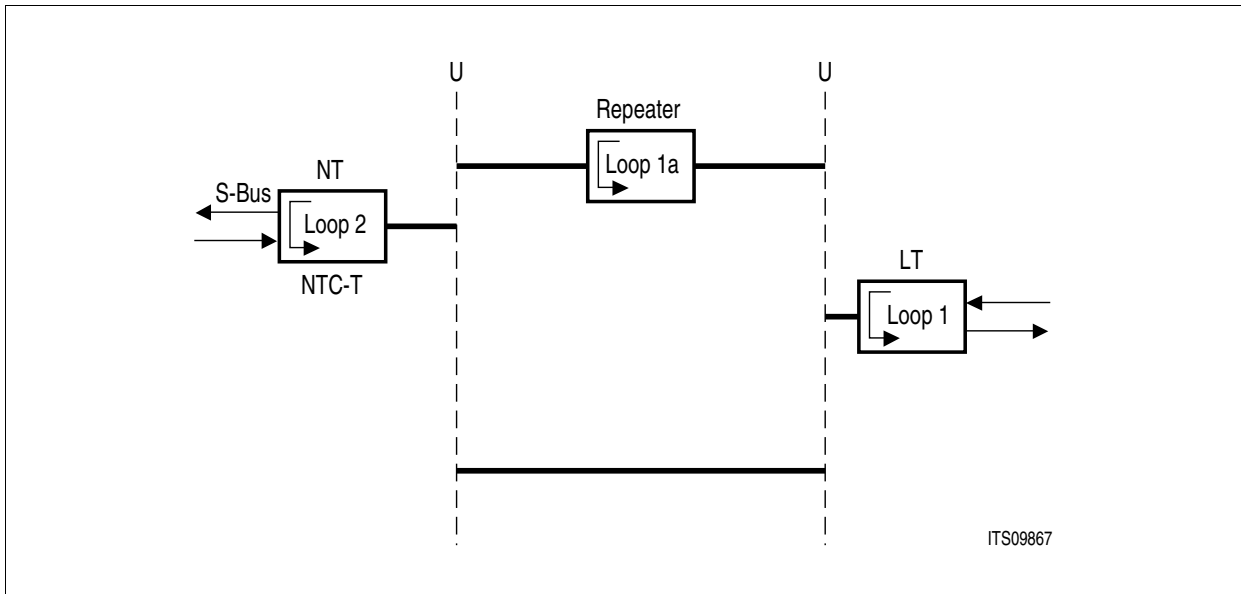 U
U
Repeater
Loop 1a
NT
S-Bus
Loop 2
NTC-T
LT
Loop 1
ITS09867